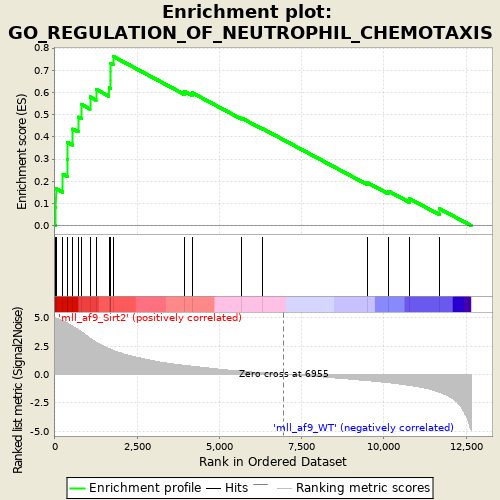 Enrichment plot:
GO_REGULATION_OF_NEUTROPHIL_CHEMOTAXIS
Enrichment score (ES)
0.8
0.7
0.6
0.5
0.4
0.3
0.2
0.1
0.0
Ranked list metric (Signal2Noise)
5.0
2.5
0.0
-2.5
-5.0
'mll_af9_Sirt2' (positively correlated)
Zero cross at 6955
'mll_af9_WT' (negatively correlated)
0 2,500 5,000 7,500 10,000 12,500
Rank in Ordered Dataset
Enrichment profile Hits Ranking metric scores